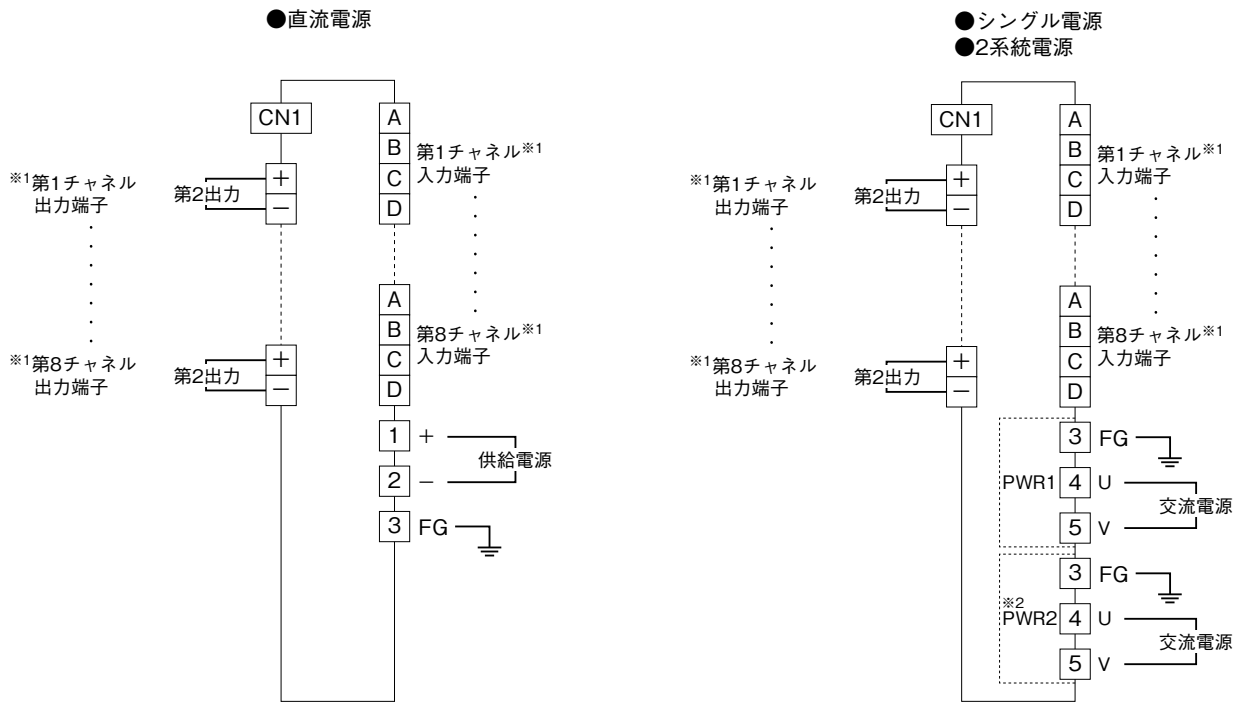 ●直流電源
CN1
A
B
C
D
第1チャネル※1
入力端子
※1第1チャネル
出力端子
第2出力
+
−
A
B
C
D
第8チャネル※1
入力端子
※1第8チャネル
出力端子
第2出力
+
−
1 +
2 −
供給電源
3 FG
●シングル電源
●2系統電源
CN1
A
B
C
D
第1チャネル※1
入力端子
※1第1チャネル
出力端子
第2出力
+
−
A
B
C
D
第8チャネル※1
入力端子
※1第8チャネル
出力端子
第2出力
+
−
PWR1
3 FG
4 U
5 V
交流電源
※2
PWR2
3 FG
4 U
5 V
交流電源